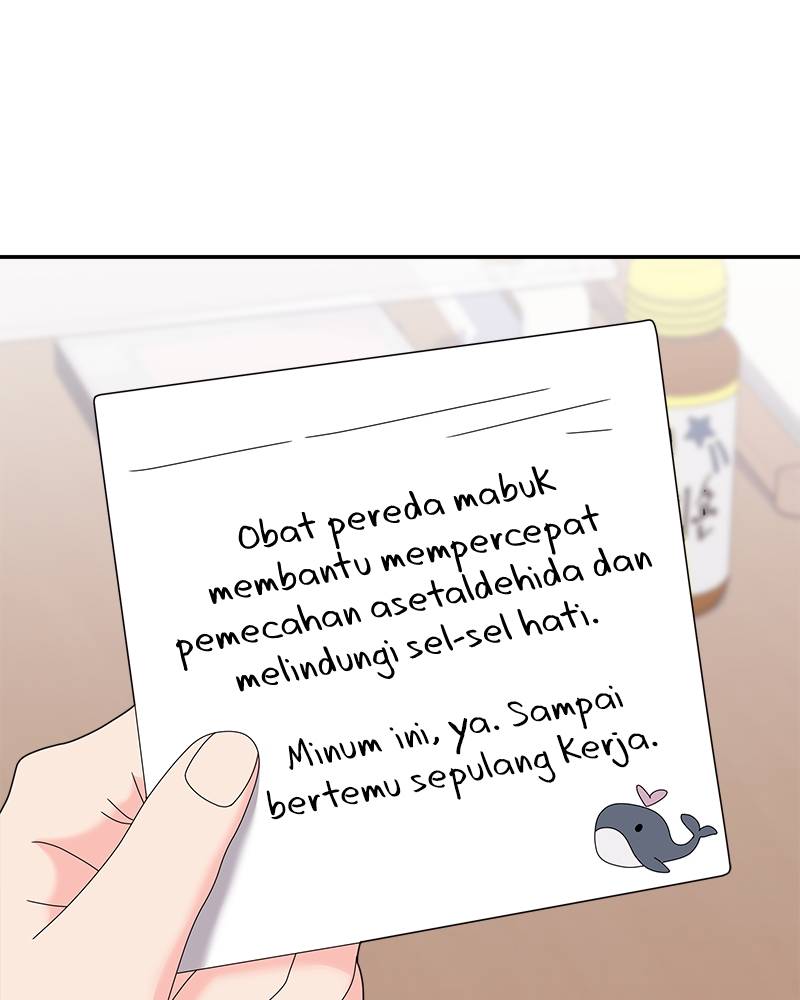 Obat pereda mabuk
membantu mempercepat
pemecahan asetaldehida dan
melindungi sel-sel hati.
Minum ini, ya. Sampai
bertemu sepulang kerja.